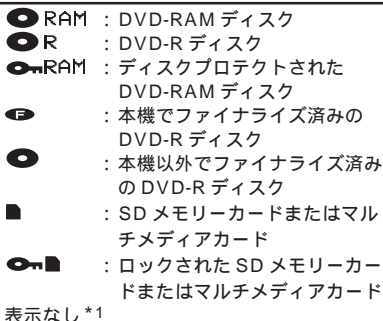 RAM : DVD-RAM ディスク
R : DVD-R ディスク
RAM : ディスクプロテクトされた
DVD-RAM ディスク
F : 本機でファイナライズ済みの
DVD-R ディスク
: 本機以外でファイナライズ済み
の DVD-R ディスク
: SD メモリーカードまたはマル
チメディアカード
: ロックされた SD メモリーカー
ドまたはマルチメディアカード
表示なし *1